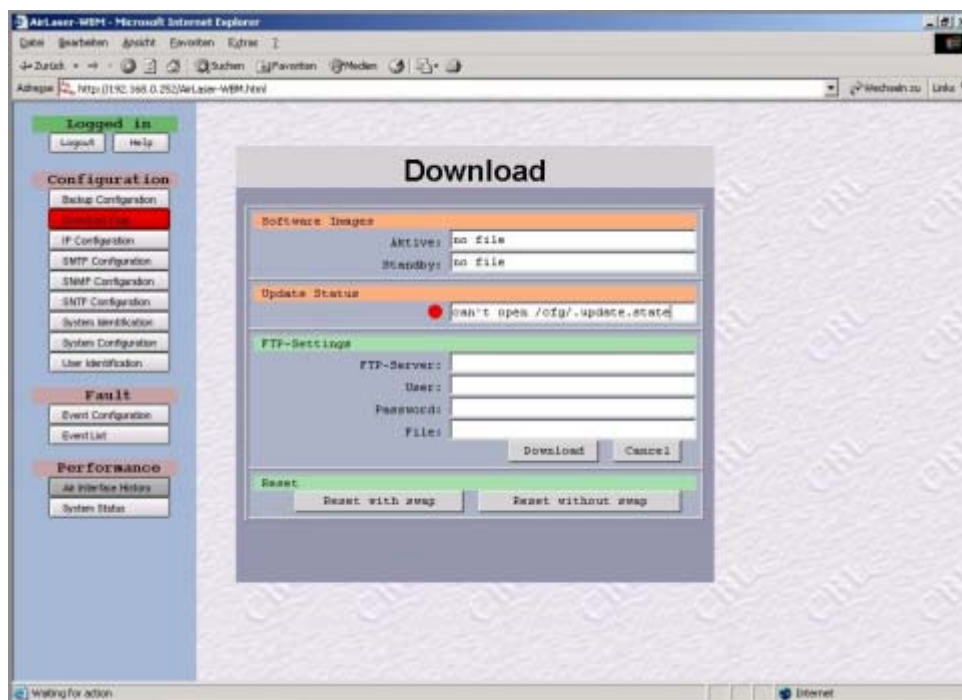 AirLaser-WBM - Microsoft Internet Explorer
Datei Bearbeiten Ansicht Favoriten Extras ?
Zurück Suchen Favoriten Medien
Adresse http://192.168.0.252/AirLaser-WBM.html Wechseln zu Links
Logged in
Logout Help
Configuration
Backup Configuration
IP Configuration
SMTP Configuration
SNMP Configuration
SNTP Configuration
System Identification
System Configuration
User Identification
Fault
Event Configuration
Event List
Performance
Air Interface History
System Status
Download
Software Images
Aktive: no file
Standby: no file
Update Status
can't open /cfg/.update.state
FTP-Settings
FTP-Server:
User:
Password:
File:
Download Cancel
Reset
Reset with swap Reset without swap
CBL
Waiting for action Internet